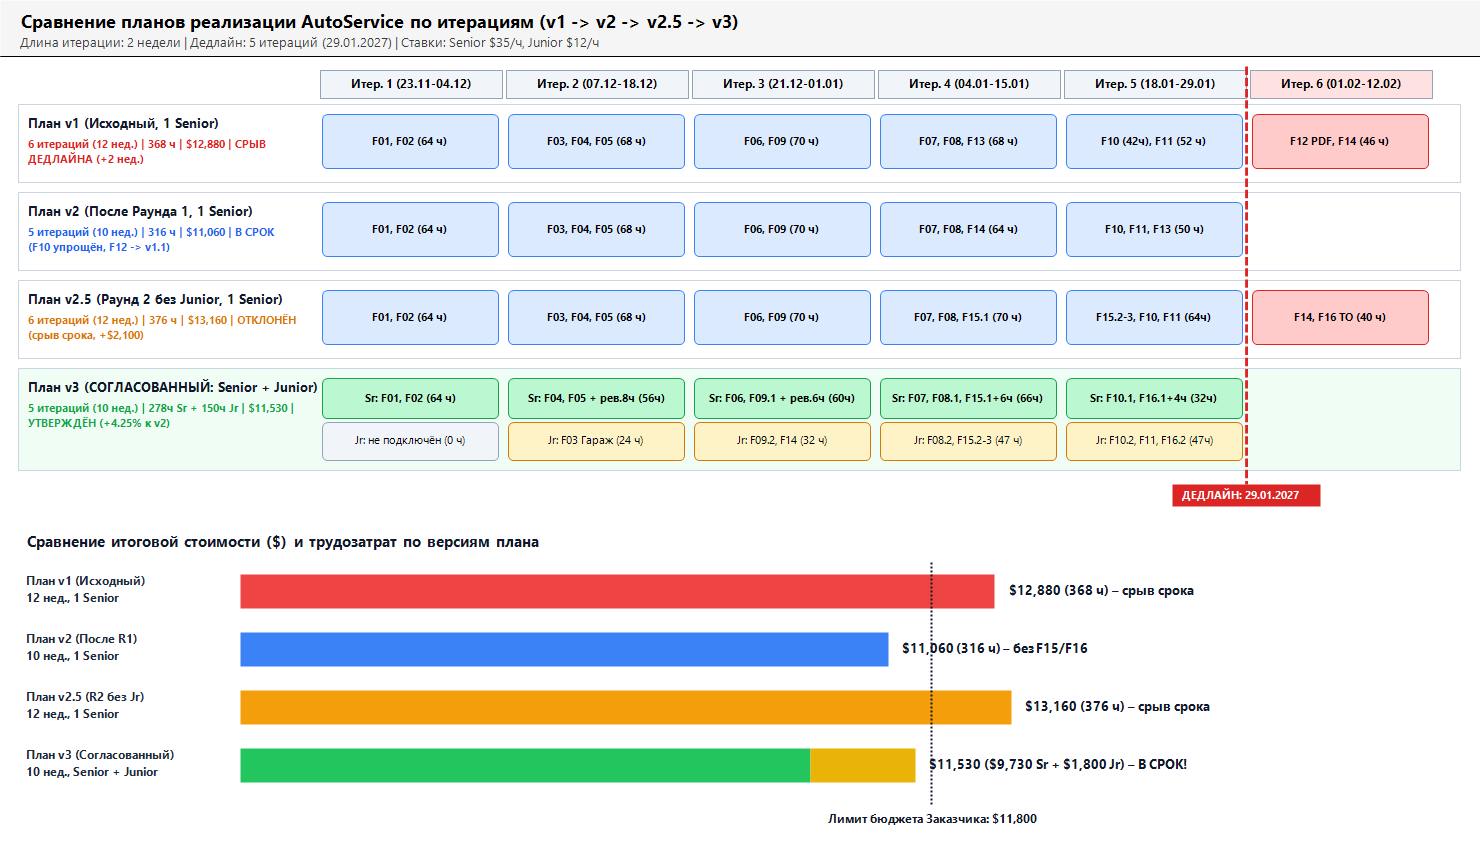 Сравнение планов реализации AutoService по итерациям (v1 -> v2 -> v2.5 -> v3)
Длина итерации: 2 недели | Дедлайн: 5 итераций (29.01.2027) | Ставки: Senior $35/ч, Junior $12/ч
Итер. 1 (23.11-04.12)
Итер. 2 (07.12-18.12)
Итер. 3 (21.12-01.01)
Итер. 4 (04.01-15.01)
Итер. 5 (18.01-29.01)
Итер. 6 (01.02-12.02)
План v1 (Исходный, 1 Senior)
6 итераций (12 нед.) | 368 ч | $12,880 | СРЫВ
ДЕДЛАЙНА (+2 нед.)
F01, F02 (64 ч)
F03, F04, F05 (68 ч)
F06, F09 (70 ч)
F07, F08, F13 (68 ч)
F10 (42ч), F11 (52 ч)
F12 PDF, F14 (46 ч)
План v2 (После Раунда 1, 1 Senior)
5 итераций (10 нед.) | 316 ч | $11,060 | В СРОК
(F10 упрощён, F12 -> v1.1)
F01, F02 (64 ч)
F03, F04, F05 (68 ч)
F06, F09 (70 ч)
F07, F08, F14 (64 ч)
F10, F11, F13 (50 ч)
План v2.5 (Раунд 2 без Junior, 1 Senior)
6 итераций (12 нед.) | 376 ч | $13,160 | ОТКЛОНЁН
(срыв срока, +$2,100)
F01, F02 (64 ч)
F03, F04, F05 (68 ч)
F06, F09 (70 ч)
F07, F08, F15.1 (70 ч)
F15.2-3, F10, F11 (64ч)
F14, F16 ТО (40 ч)
План v3 (СОГЛАСОВАННЫЙ: Senior + Junior)
5 итераций (10 нед.) | 278ч Sr + 150ч Jr | $11,530 |
УТВЕРЖДЁН (+4.25% к v2)
Sr: F01, F02 (64 ч)
Sr: F04, F05 + рев.8ч (56ч)
Sr: F06, F09.1 + рев.6ч (60ч)
Sr: F07, F08.1, F15.1+6ч (66ч)
Sr: F10.1, F16.1+4ч (32ч)
Jr: не подключён (0 ч)
Jr: F03 Гараж (24 ч)
Jr: F09.2, F14 (32 ч)
Jr: F08.2, F15.2-3 (47 ч)
Jr: F10.2, F11, F16.2 (47ч)
ДЕДЛАЙН: 29.01.2027
Сравнение итоговой стоимости ($) и трудозатрат по версиям плана
План v1 (Исходный)
12 нед., 1 Senior
$12,880 (368 ч) – срыв срока
План v2 (После R1)
10 нед., 1 Senior
$11,060 (316 ч) – без F15/F16
План v2.5 (R2 без Jr)
12 нед., 1 Senior
$13,160 (376 ч) – срыв срока
План v3 (Согласованный)
10 нед., Senior + Junior
$11,530 ($9,730 Sr + $1,800 Jr) – В СРОК!
Лимит бюджета Заказчика: $11,800